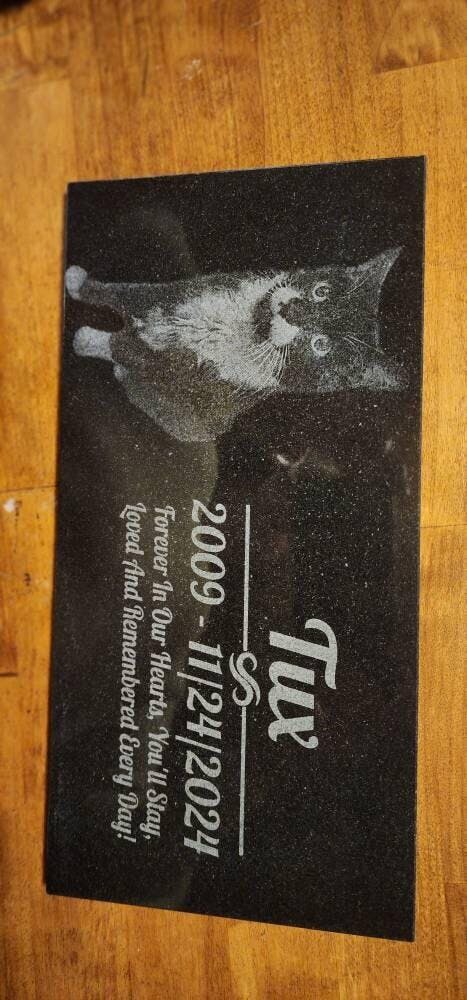 Tux
2009 - 11/24/2024
Forever In Our Hearts, You'll Stay,
Loved And Remembered Every Day!